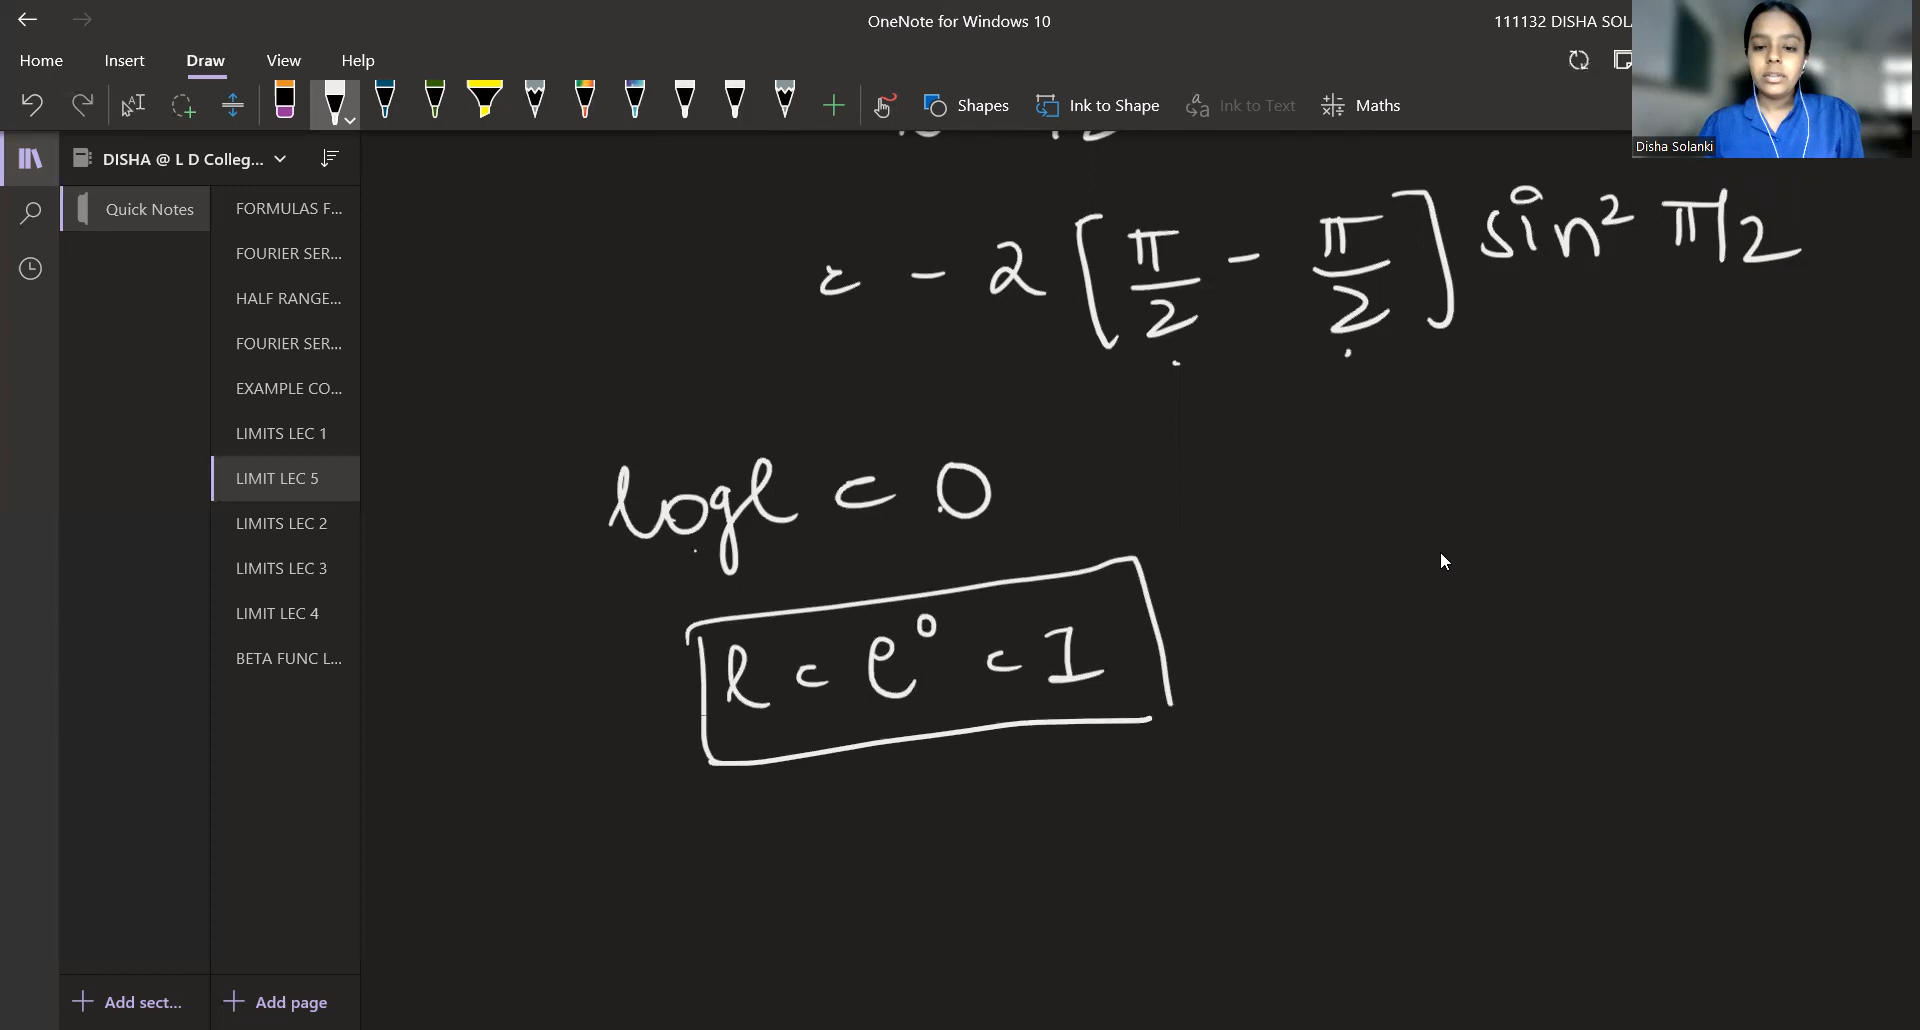 OneNote for Windows 10
111132 DISHA SOLA
Home Insert Draw View Help
Shapes Ink to Shape Ink to Text Maths
Disha Solanki
DISHA @ L D Colleg...
Quick Notes
FORMULAS F...
FOURIER SER...
HALF RANGE...
FOURIER SER...
EXAMPLE CO...
LIMITS LEC 1
LIMIT LEC 5
LIMITS LEC 2
LIMITS LEC 3
LIMIT LEC 4
BETA FUNC L...
Add sect...
Add page
= - 2 [π/2 - π/2] sin² π/2
log l = 0
l = e⁰ = 1